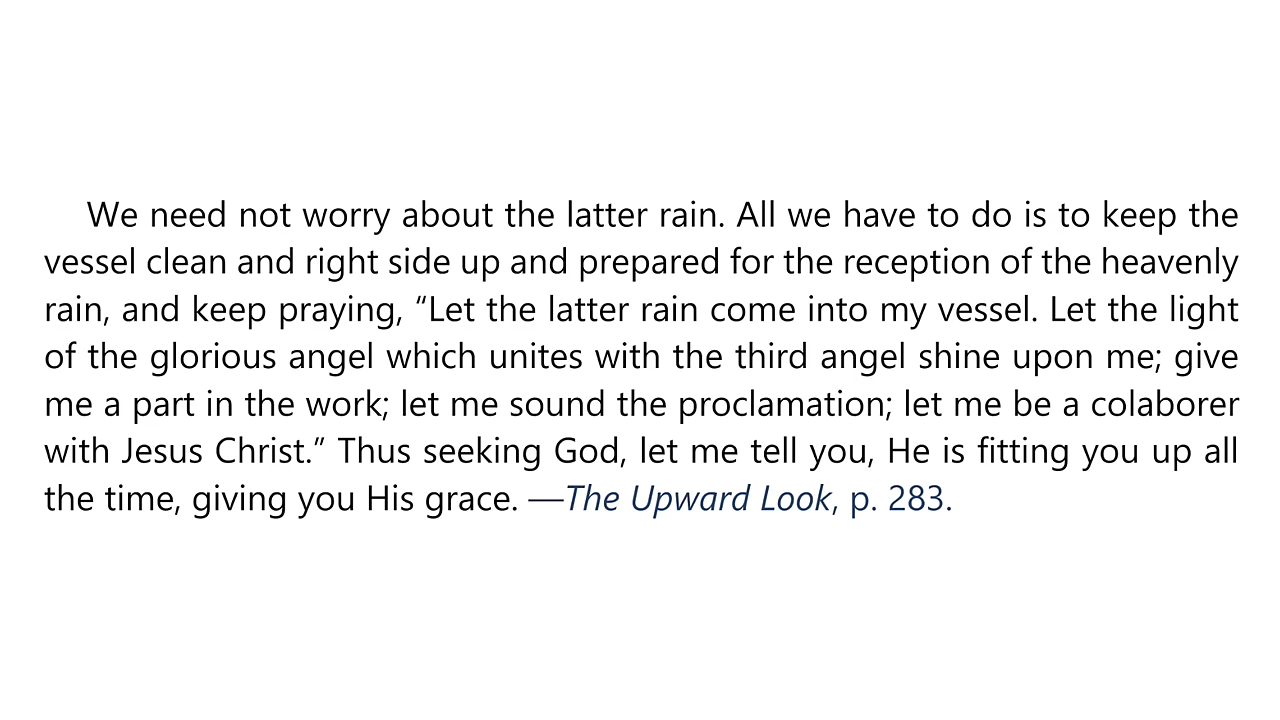 We need not worry about the latter rain. All we have to do is to keep the
vessel clean and right side up and prepared for the reception of the heavenly
rain, and keep praying, “Let the latter rain come into my vessel. Let the light
of the glorious angel which unites with the third angel shine upon me; give
me a part in the work; let me sound the proclamation; let me be a colaborer
with Jesus Christ.” Thus seeking God, let me tell you, He is fitting you up all
the time, giving you His grace. —The Upward Look, p. 283.